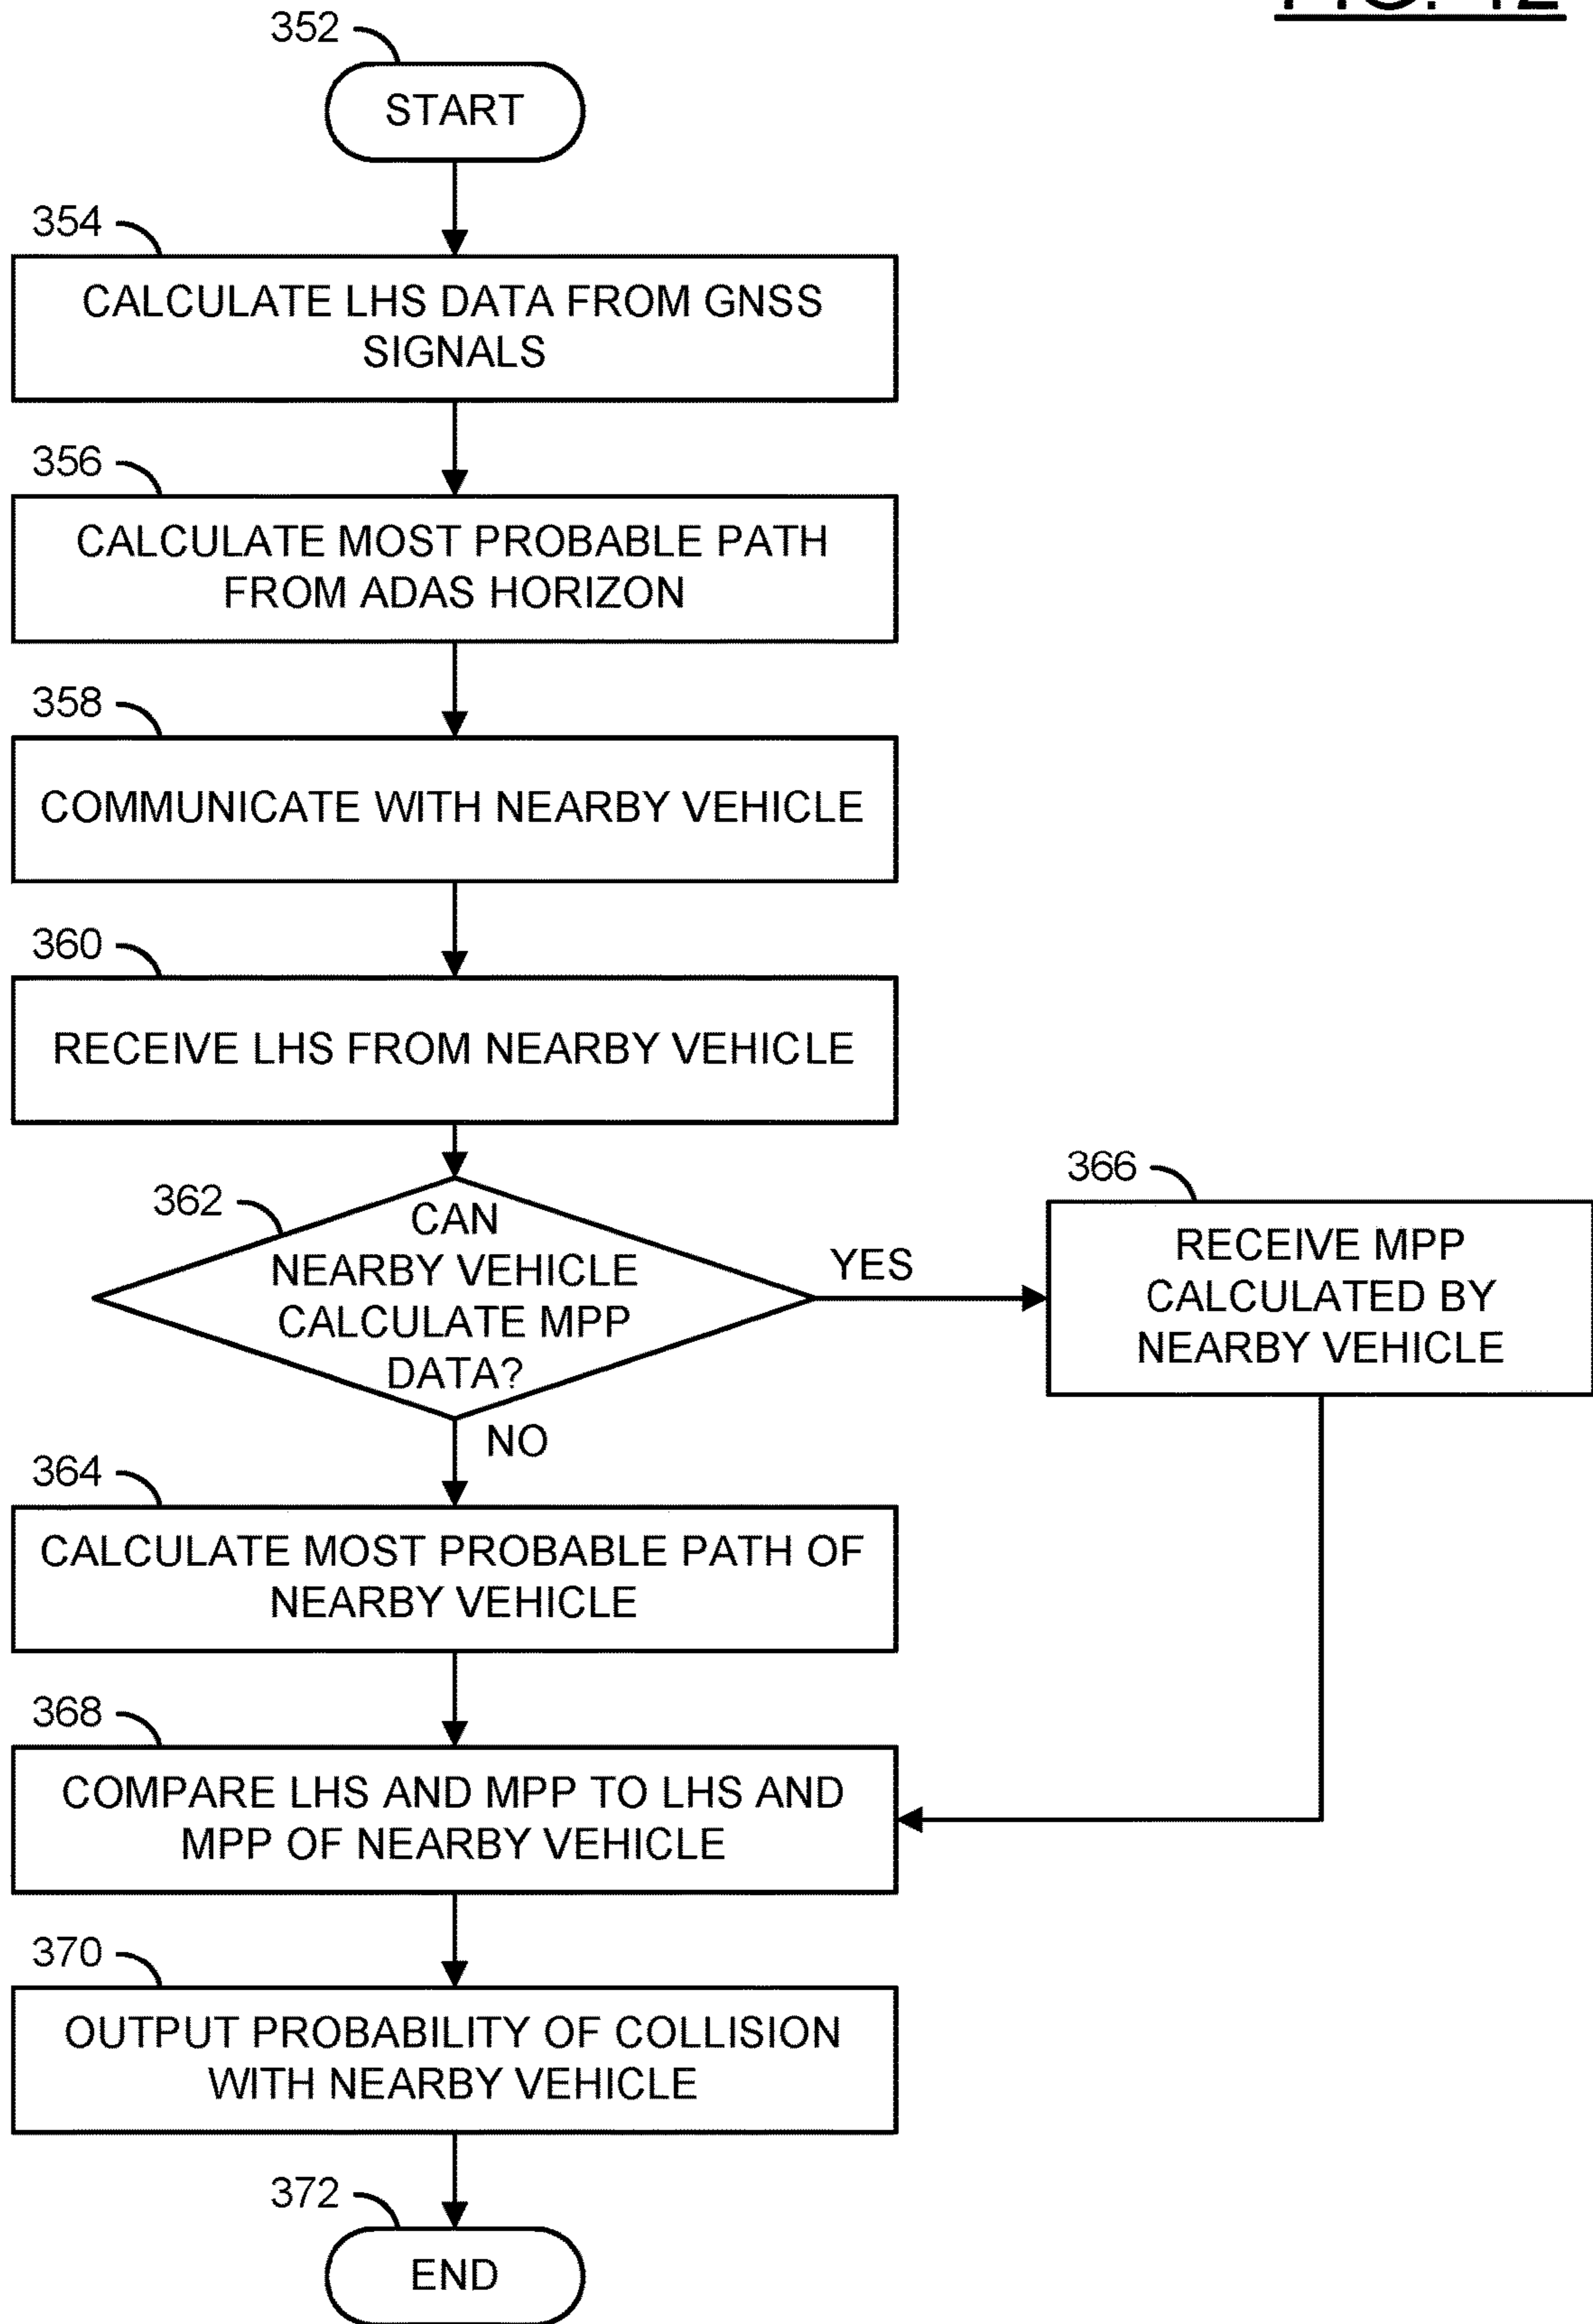 352
START
354
CALCULATE LHS DATA FROM GNSS
SIGNALS
356
CALCULATE MOST PROBABLE PATH
FROM ADAS HORIZON
358
COMMUNICATE WITH NEARBY VEHICLE
360
RECEIVE LHS FROM NEARBY VEHICLE
362
CAN
NEARBY VEHICLE
CALCULATE MPP
DATA?
YES
366
RECEIVE MPP
CALCULATED BY
NEARBY VEHICLE
NO
364
CALCULATE MOST PROBABLE PATH OF
NEARBY VEHICLE
368
COMPARE LHS AND MPP TO LHS AND
MPP OF NEARBY VEHICLE
370
OUTPUT PROBABILITY OF COLLISION
WITH NEARBY VEHICLE
372
END